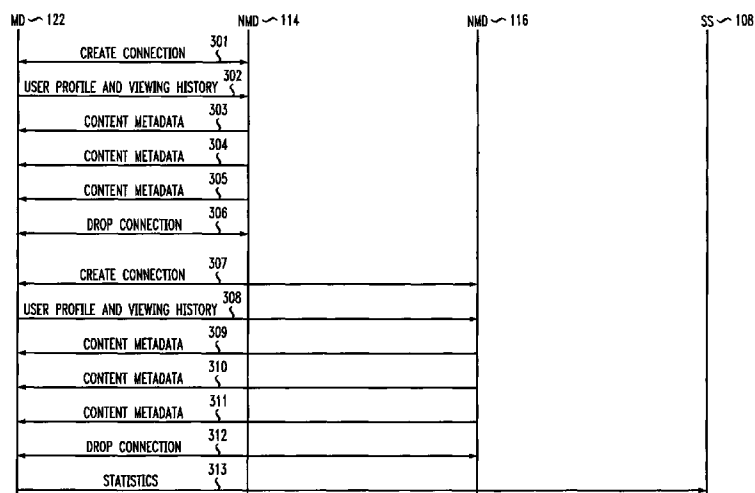 MD 122 NMD 114 NMD 116 SS 108
301
CREATE CONNECTION
302
USER PROFILE AND VIEWING HISTORY
303
CONTENT METADATA
304
CONTENT METADATA
305
CONTENT METADATA
306
DROP CONNECTION
307
CREATE CONNECTION
308
USER PROFILE AND VIEWING HISTORY
309
CONTENT METADATA
310
CONTENT METADATA
311
CONTENT METADATA
312
DROP CONNECTION
313
STATISTICS